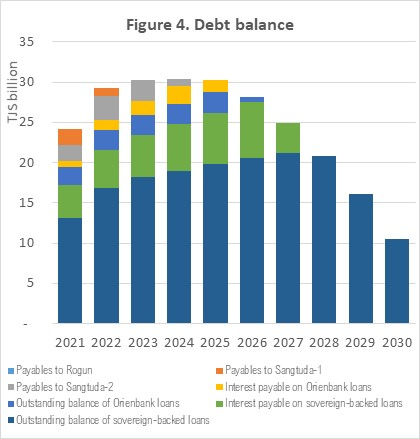 Figure 4. Debt balance
TJS billion
35
30
25
20
15
10
5
-
2021 2022 2023 2024 2025 2026 2027 2028 2029 2030
Payables to Rogun
Payables to Sangtuda-1
Payables to Sangtuda-2
Interest payable on Orienbank loans
Outstanding balance of Orienbank loans
Interest payable on sovereign-backed loans
Outstanding balance of sovereign-backed loans